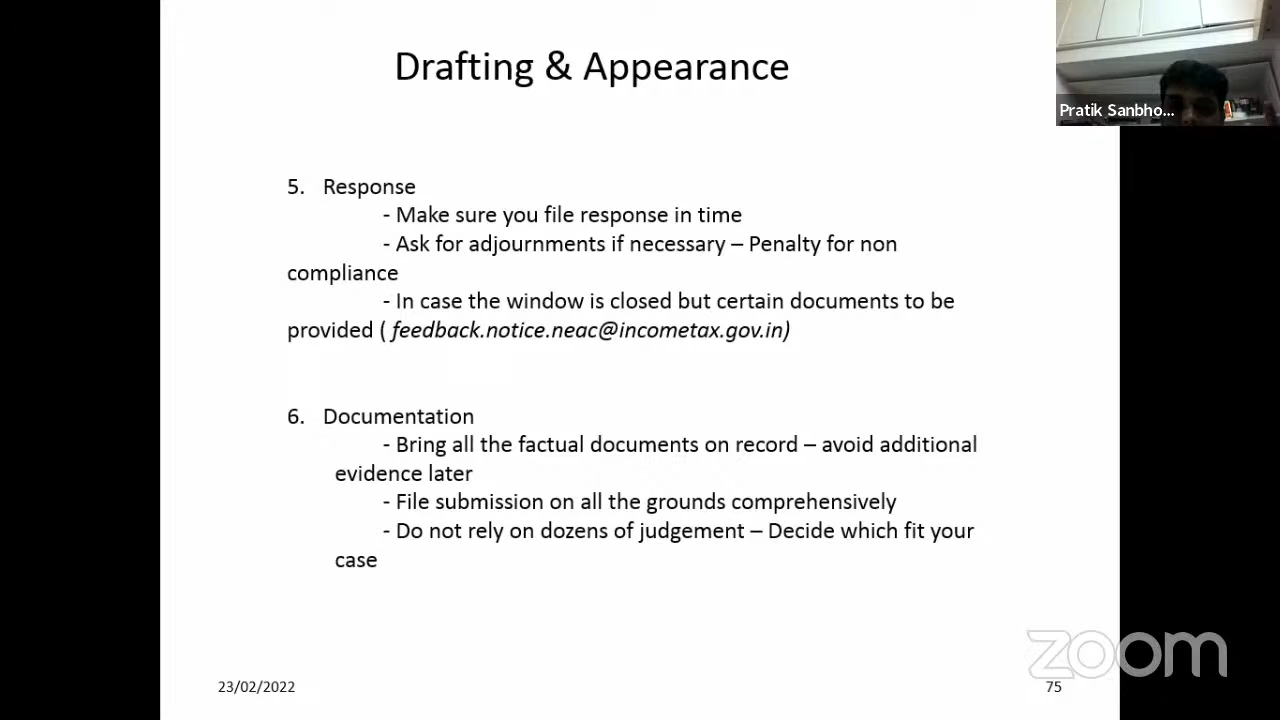 Drafting & Appearance
Pratik Sanbho...
5. Response
- Make sure you file response in time
- Ask for adjournments if necessary – Penalty for non
compliance
- In case the window is closed but certain documents to be
provided ( feedback.notice.neac@incometax.gov.in)
6. Documentation
- Bring all the factual documents on record – avoid additional
evidence later
- File submission on all the grounds comprehensively
- Do not rely on dozens of judgement – Decide which fit your
case
zoom
23/02/2022
75